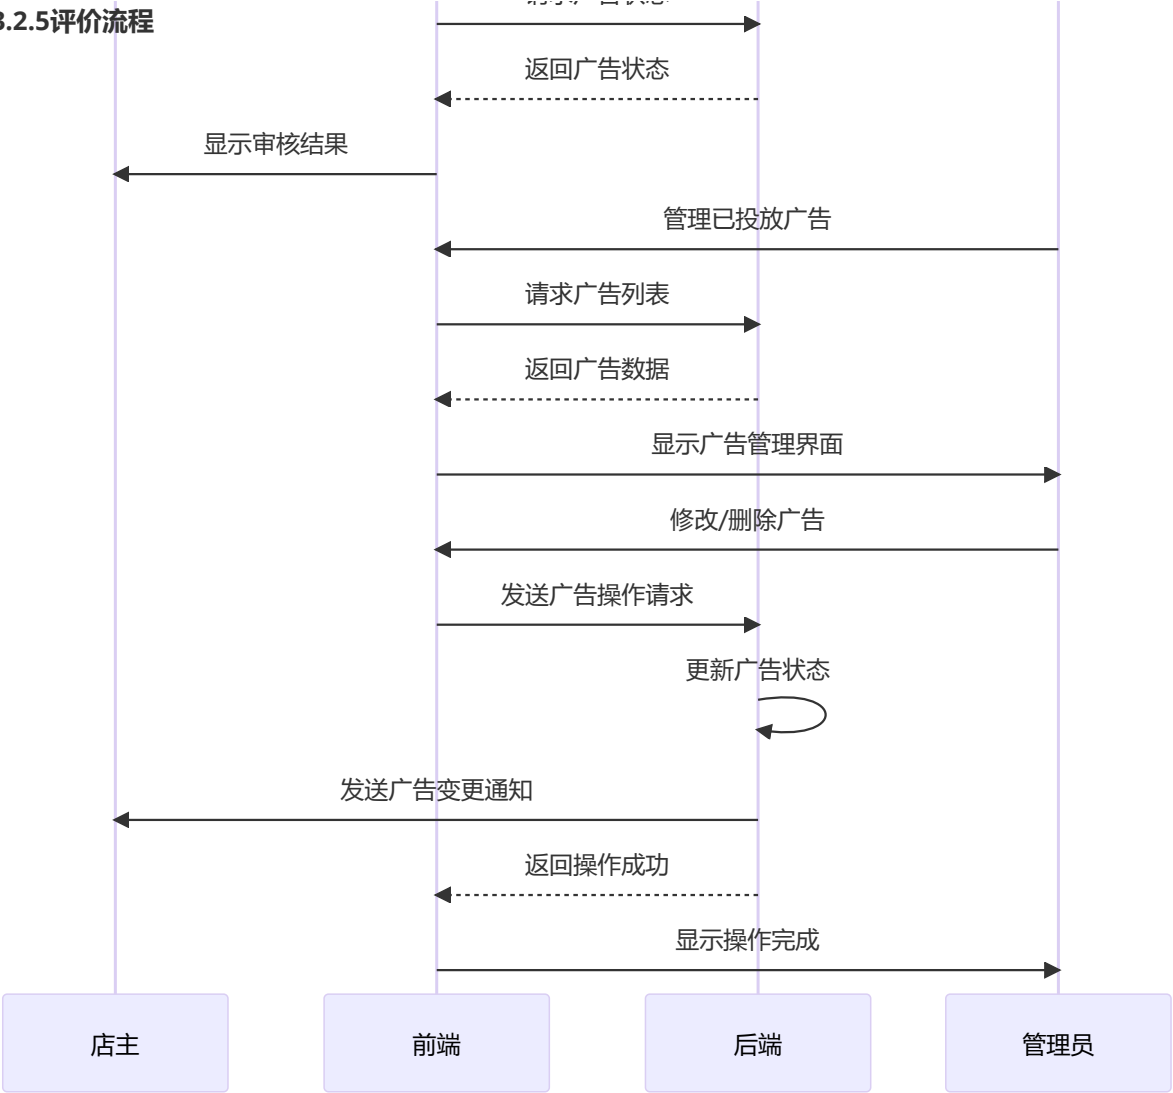 3.2.5评价流程
返回广告状态
显示审核结果
管理已投放广告
请求广告列表
返回广告数据
显示广告管理界面
修改/删除广告
发送广告操作请求
更新广告状态
发送广告变更通知
返回操作成功
显示操作完成
店主
前端
后端
管理员